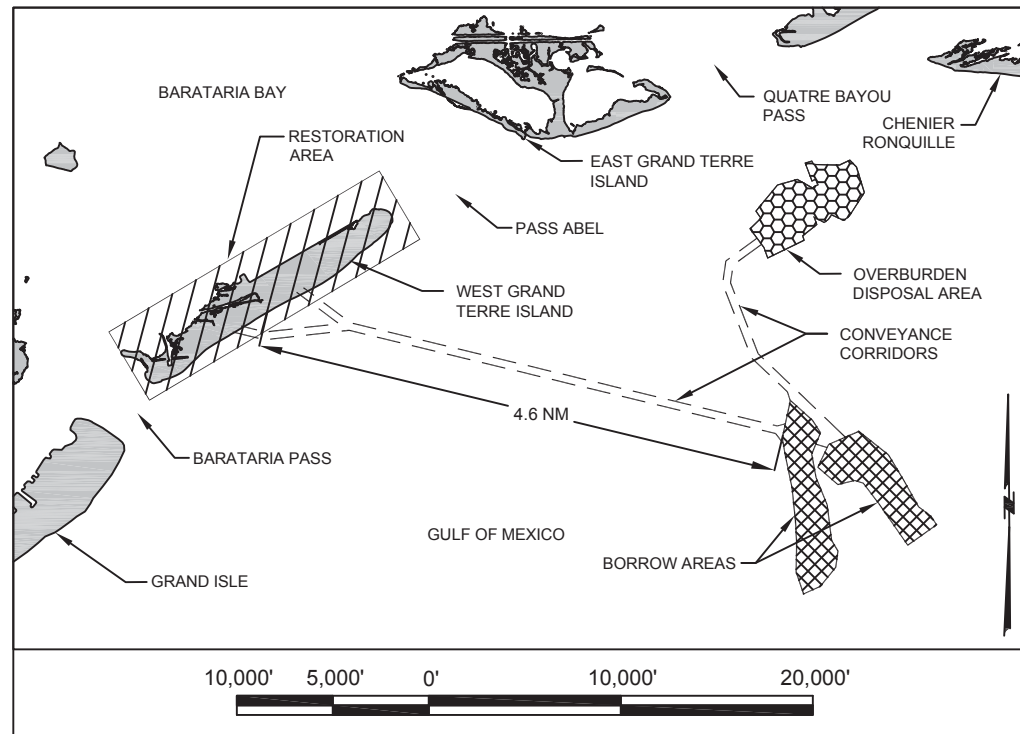 BARATARIA BAY
QUATRE BAYOU
PASS
CHENIER
RONQUILLE
RESTORATION
AREA
EAST GRAND TERRE
ISLAND
PASS ABEL
WEST GRAND
TERRE ISLAND
OVERBURDEN
DISPOSAL AREA
CONVEYANCE
CORRIDORS
4.6 NM
BARATARIA PASS
GULF OF MEXICO
BORROW AREAS
GRAND ISLE
N
10,000' 5,000' 0' 10,000' 20,000'